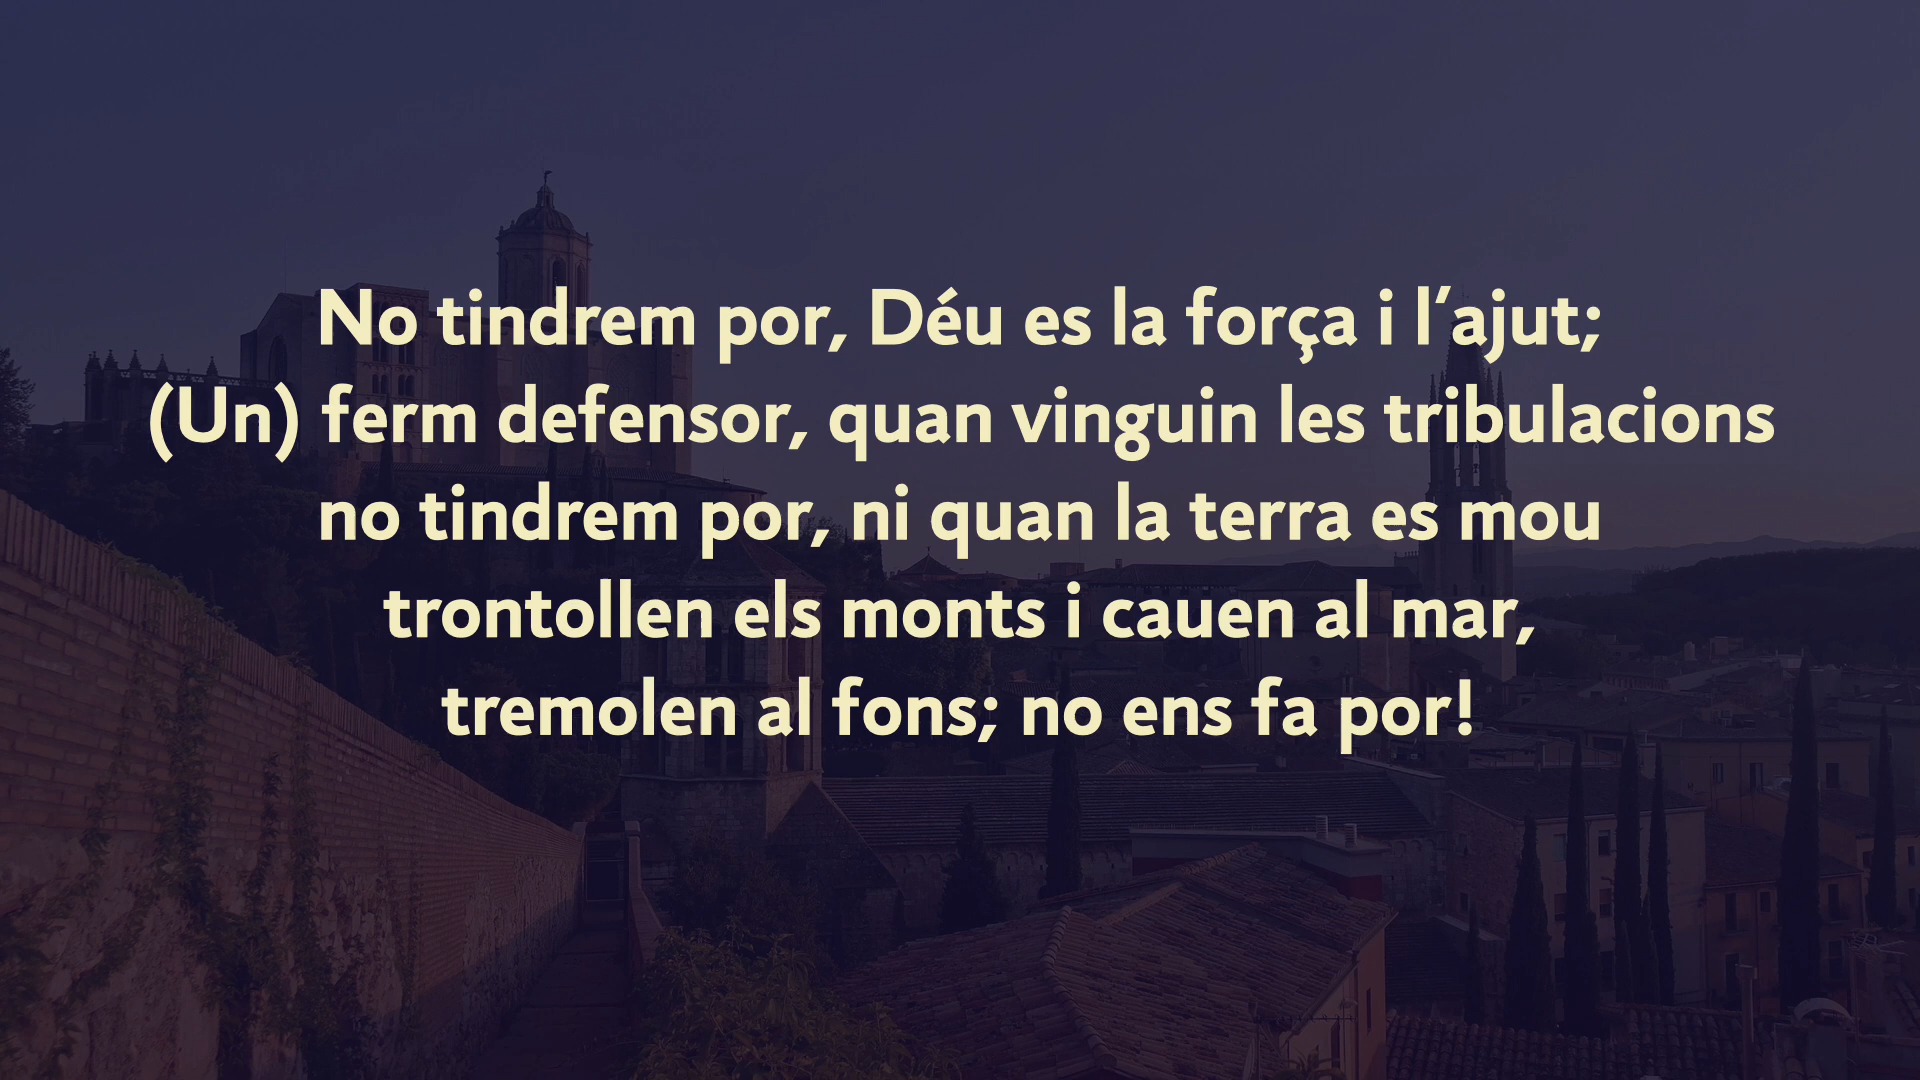 No tindrem por, Déu es la força i l’ajut;
(Un) ferm defensor, quan vinguin les tribulacions
no tindrem por, ni quan la terra es mou
trontollen els monts i cauen al mar,
tremolen al fons; no ens fa por!